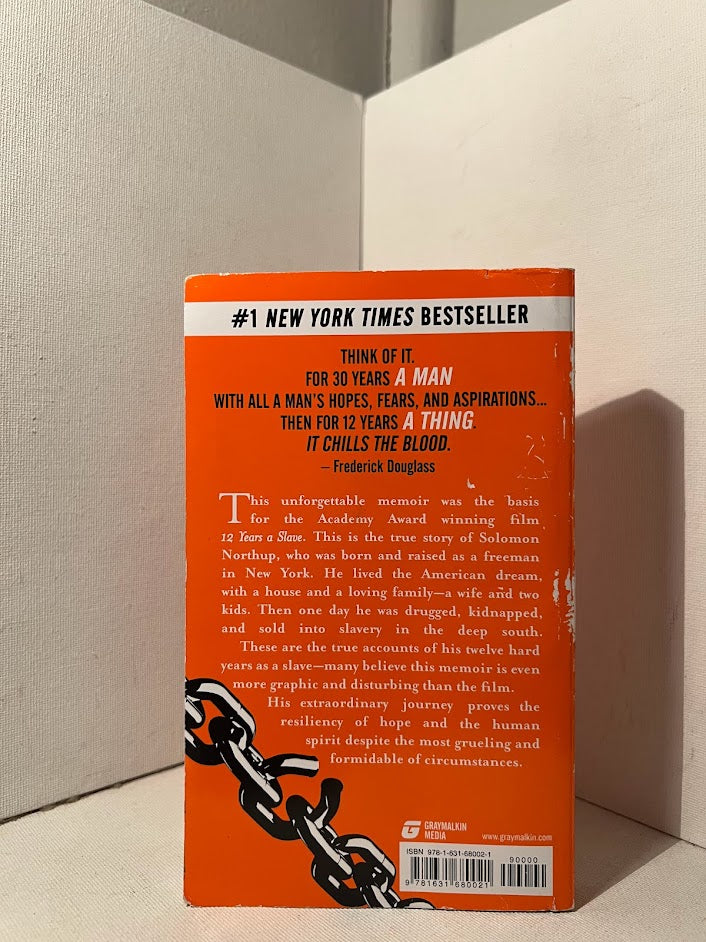 #1 NEW YORK TIMES BESTSELLER
THINK OF IT.
FOR 30 YEARS A MAN
WITH ALL A MAN'S HOPES, FEARS, AND ASPIRATIONS...
THEN FOR 12 YEARS A THING.
IT CHILLS THE BLOOD.
– Frederick Douglass
This unforgettable memoir was the basis
for the Academy Award winning film
12 Years a Slave. This is the true story of Solomon
Northup, who was born and raised as a freeman
in New York. He lived the American dream,
with a house and a loving family—a wife and two
kids. Then one day he was drugged, kidnapped,
and sold into slavery in the deep south.
These are the true accounts of his twelve hard
years as a slave—many believe this memoir is even
more graphic and disturbing than the film.
His extraordinary journey proves the
resiliency of hope and the human
spirit despite the most grueling and
formidable of circumstances.
GRAYMALKIN
MEDIA
www.graymalkin.com
ISBN 978-1-631-68002-1
90000
9 781631 680021